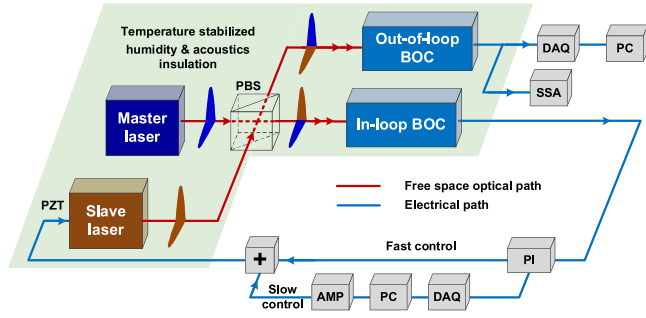 Temperature stabilized
humidity & acoustics
insulation
Out-of-loop
BOC
DAQ
PC
SSA
PBS
Master
laser
In-loop BOC
PZT
Slave
laser
Free space optical path
Electrical path
Fast control
+
PI
Slow
control
AMP
PC
DAQ